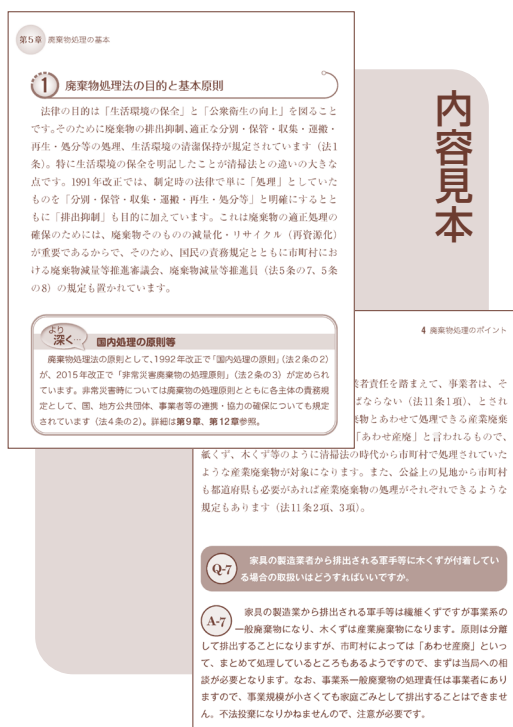 第5章 廃棄物処理の基本
1 廃棄物処理法の目的と基本原則
法律の目的は「生活環境の保全」と「公衆衛生の向上」を図ること
です。そのために廃棄物の排出抑制、適正な分別・保管・収集・運搬・
再生・処分等の処理、生活環境の清潔保持が規定されています（法1
条）。特に生活環境の保全を明記したことが清掃法との違いの大きな
点です。1991年改正では、制定時の法律で単に「処理」としていた
ものを「分別・保管・収集・運搬・再生・処分等」と明確にするとと
もに「排出抑制」も目的に加えています。これは廃棄物の適正処理の
確保のためには、廃棄物そのものの減量化・リサイクル（再資源化）
が重要であるからで、そのため、国民の責務規定とともに市町村にお
ける廃棄物減量等推進審議会、廃棄物減量等推進員（法5条の7、5条
の8）の規定も置かれています。
より深く… 国内処理の原則等
廃棄物処理法の原則として、1992年改正で「国内処理の原則」（法2条の2）
が、2015年改正で「非常災害廃棄物の処理原則」（法2条の3）が定められ
ています。非常災害時については廃棄物の処理原則とともに各主体の責務規
定として、国、地方公共団体、事業者等の連携・協力の確保についても規定
されています（法4条の2）。詳細は第9章、第12章参照。
内容見本
4 廃棄物処理のポイント
業者責任を踏まえて、事業者は、そ
ばならない（法11条1項）、とされ
棄物とあわせて処理できる産業廃棄
「あわせ産廃」と言われるもので、
紙くず、木くず等のように清掃法の時代から市町村で処理されていた
ような産業廃棄物が対象になります。また、公益上の見地から市町村
も都道府県も必要があれば産業廃棄物の処理がそれぞれできるような
規定もあります（法11条2項、3項）。
Q-7 家具の製造業者から排出される軍手等に木くずが付着してい
る場合の取扱いはどうすればいいですか。
A-7 家具の製造業から排出される軍手等は繊維くずですが事業系の
一般廃棄物になり、木くずは産業廃棄物になります。原則は分離
して排出することになりますが、市町村によっては「あわせ産廃」といっ
て、まとめて処理しているところもあるようですので、まずは当局への相
談が必要となります。なお、事業系一般廃棄物の処理責任は事業者にあり
ますので、事業規模が小さくても家庭ごみとして排出することはできませ
ん。不法投棄になりかねませんので、注意が必要です。